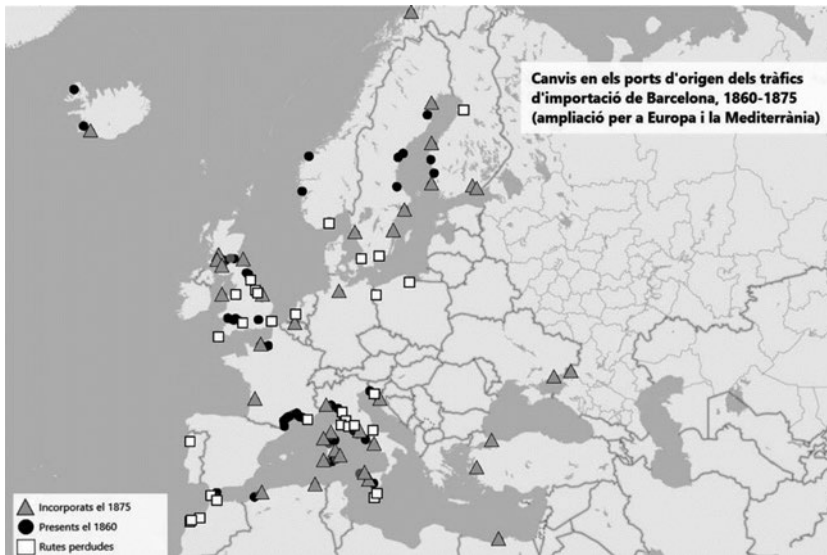 Canvis en els ports d'origen dels tràfics
d'importació de Barcelona, 1860-1875
(ampliació per a Europa i la Mediterrània)
Incorporats el 1875
Presents el 1860
Rutes perdudes